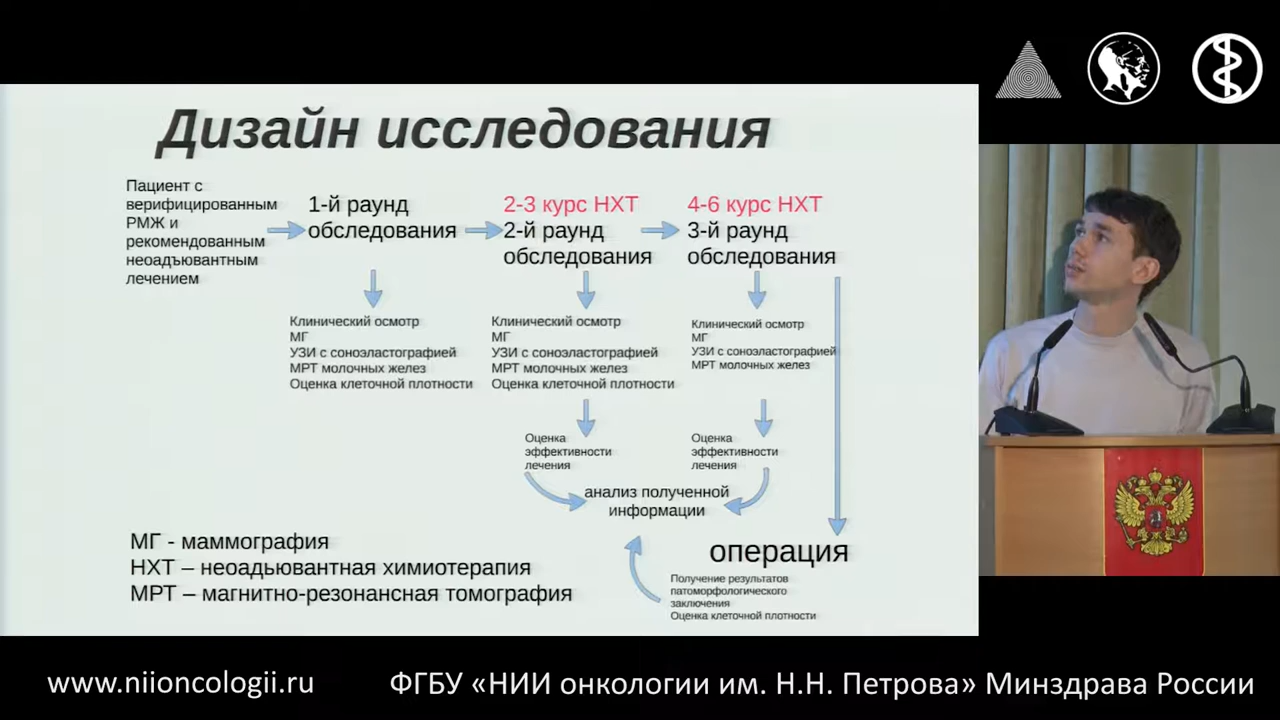 Дизайн исследования
Пациент с
верифицированным
РМЖ и
рекомендованным
неоадъювантным
лечением
1-й раунд
обследования
2-3 курс НХТ
2-й раунд
обследования
4-6 курс НХТ
3-й раунд
обследования
Клинический осмотр
МГ
УЗИ с соноэластографией
МРТ молочных желез
Оценка клеточной плотности
Клинический осмотр
МГ
УЗИ с соноэластографией
МРТ молочных желез
Оценка клеточной плотности
Клинический осмотр
МГ
УЗИ с соноэластографией
МРТ молочных желез
Оценка
эффективности
лечения
Оценка
эффективности
лечения
анализ полученной
информации
операция
Получение результатов
патоморфологического
заключения
Оценка клеточной плотности
МГ - маммография
НХТ – неоадьювантная химиотерапия
МРТ – магнитно-резонансная томография
www.niioncologii.ru
ФГБУ «НИИ онкологии им. Н.Н. Петрова» Минздрава России